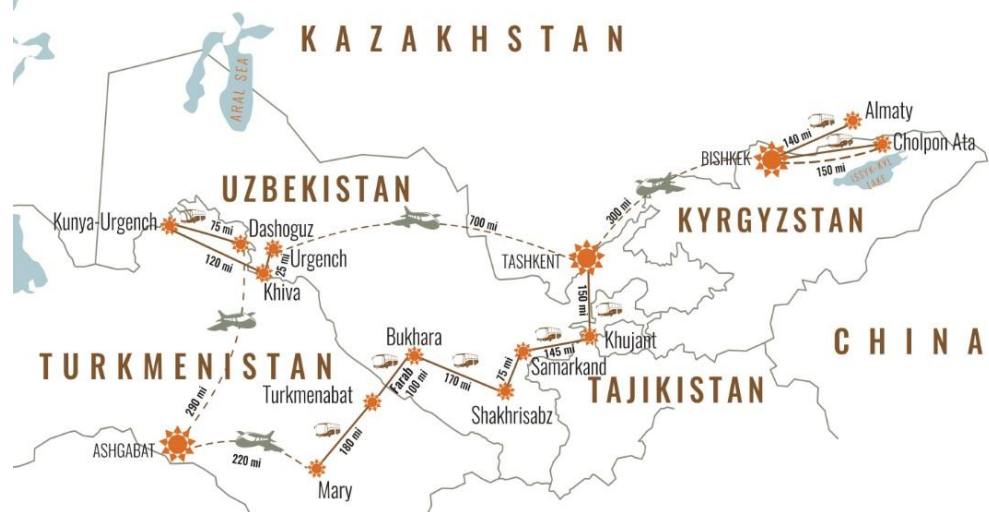 KAZAKHSTAN
ARAL SEA
Almaty
140 mi
Cholpon Ata
BISHKEK
150 mi
ISSYK-KYL
LAKE
UZBEKISTAN
300 mi
KYRGYZSTAN
Kunya-Urgench
75 mi
Dashoguz
700 mi
Urgench
25 mi
120 mi
TASHKENT
Khiva
150 mi
Bukhara
Khujant
CHINA
TURKMENISTAN
145 mi
Samarkand
Farab
100 mi
170 mi
75 mi
TAJIKISTAN
Turkmenabat
Shakhrisabz
290 mi
180 mi
ASHGABAT
220 mi
Mary